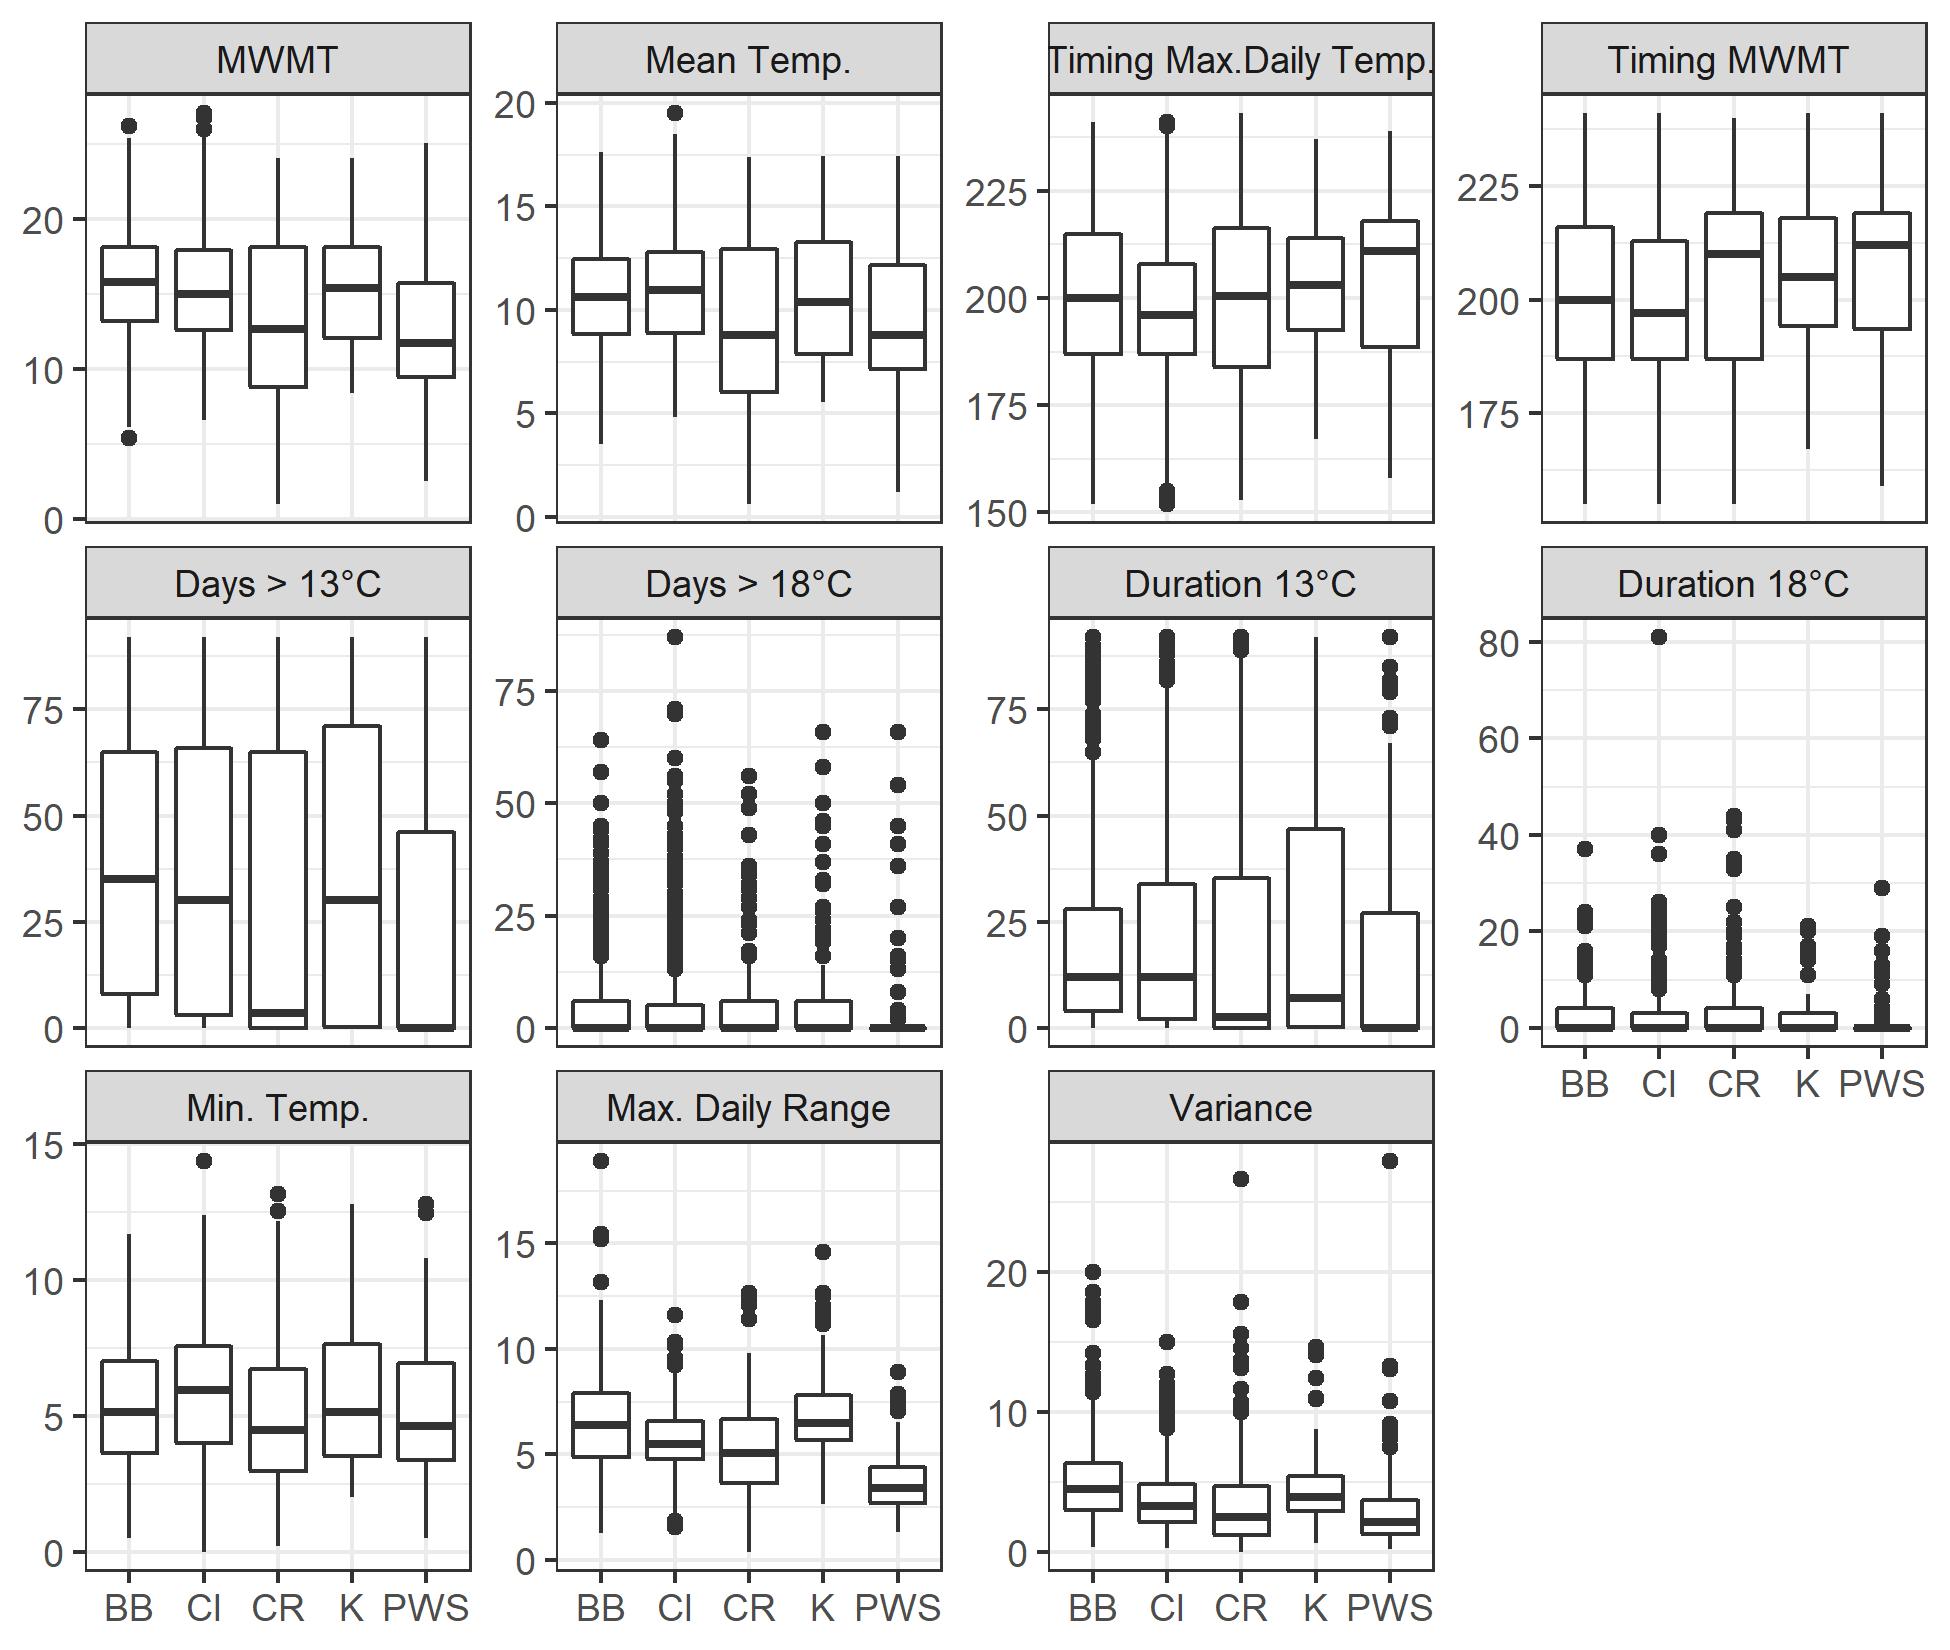 MWMT
Mean Temp.
Timing Max.Daily Temp.
Timing MWMT
20
10
0
20
15
10
5
0
225
200
175
150
225
200
175
Days > 13°C
Days > 18°C
Duration 13°C
Duration 18°C
75
50
25
0
75
50
25
0
75
50
25
0
80
60
40
20
0
BB CI CR K PWS
Min. Temp.
Max. Daily Range
Variance
15
10
5
0
15
10
5
0
20
10
0
BB CI CR K PWS
BB CI CR K PWS
BB CI CR K PWS